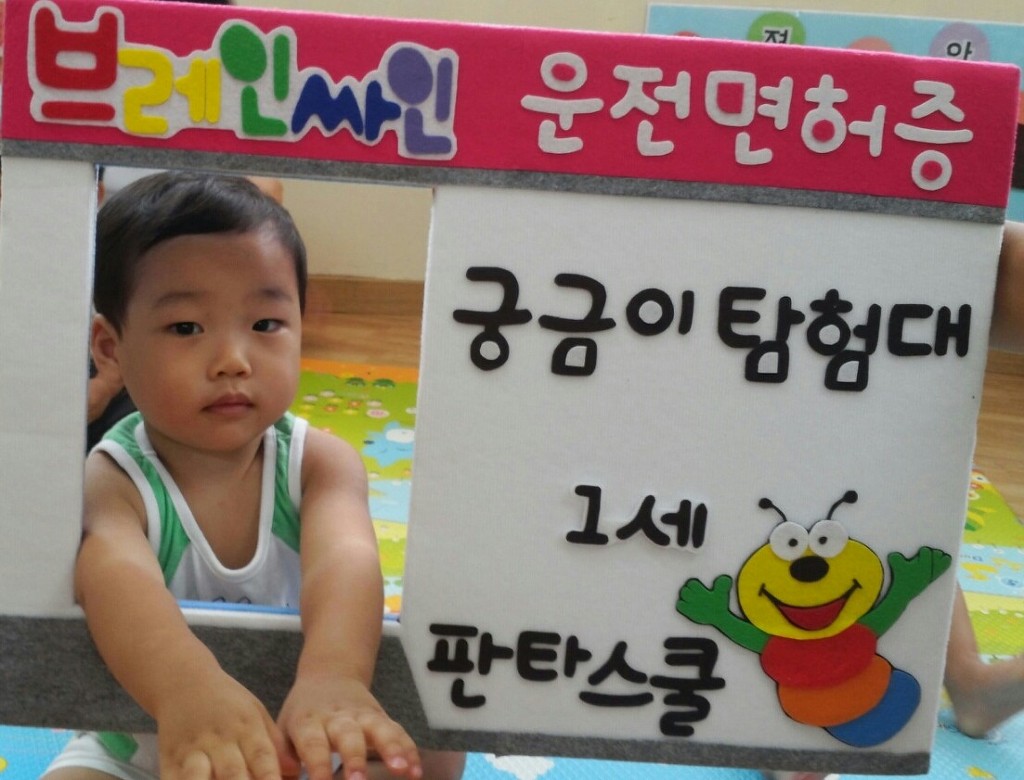 브레인싸인 운전면허증
궁금이 탐험대
1세
판타스쿨